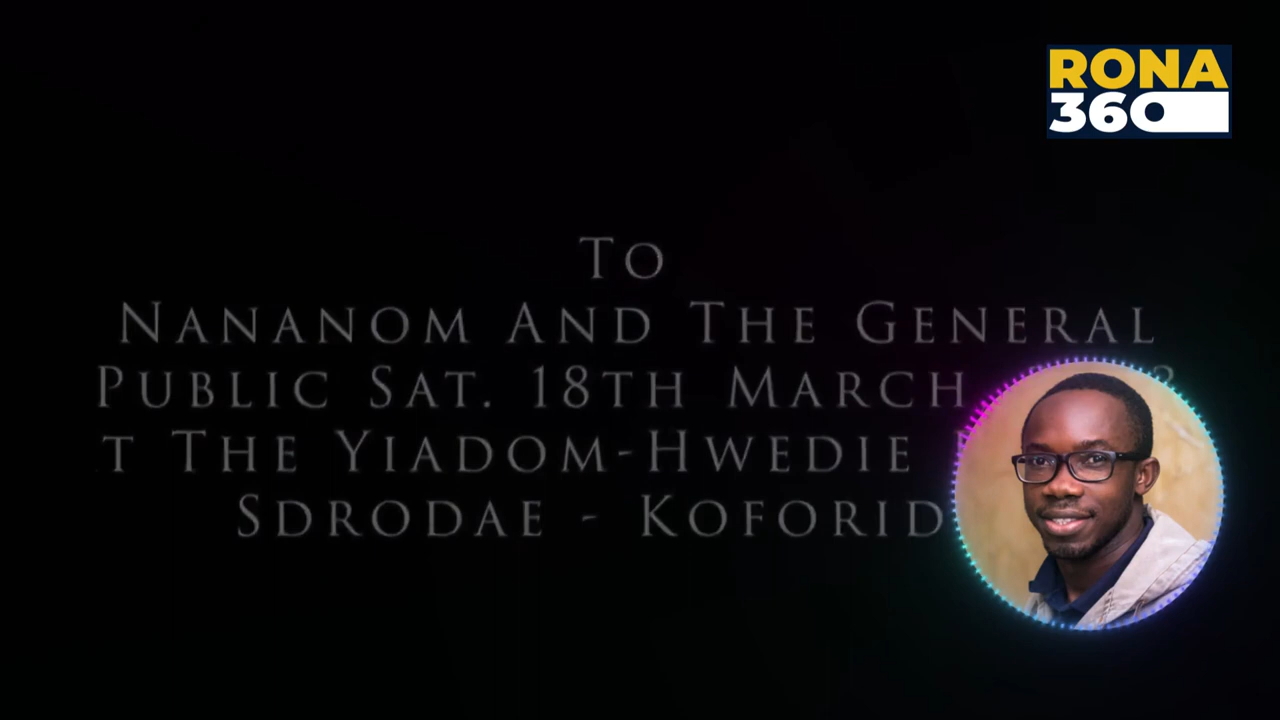 RONA
360
To
Nananom And The General
Public Sat. 18th March
t The Yiadom-Hwedie
Sdrodae - Koforid